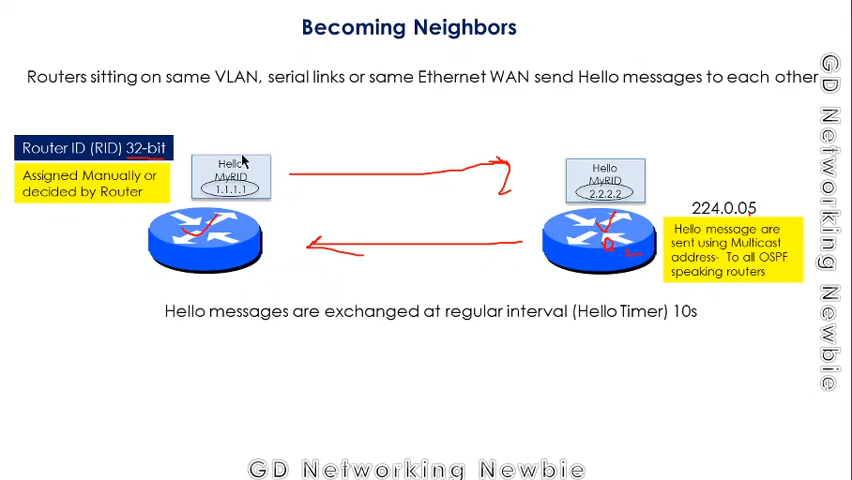 Becoming Neighbors
Routers sitting on same VLAN, serial links or same Ethernet WAN send Hello messages to each other
Router ID (RID) 32-bit
Assigned Manually or
decided by Router
Hello
MyRID
1.1.1.1
Hello
MyRID
2.2.2.2
224.0.05
Hello message are
sent using Multicast
address- To all OSPF
speaking routers
Hello messages are exchanged at regular interval (Hello Timer) 10s
GD Networking Newbie
GD Networking Newbie